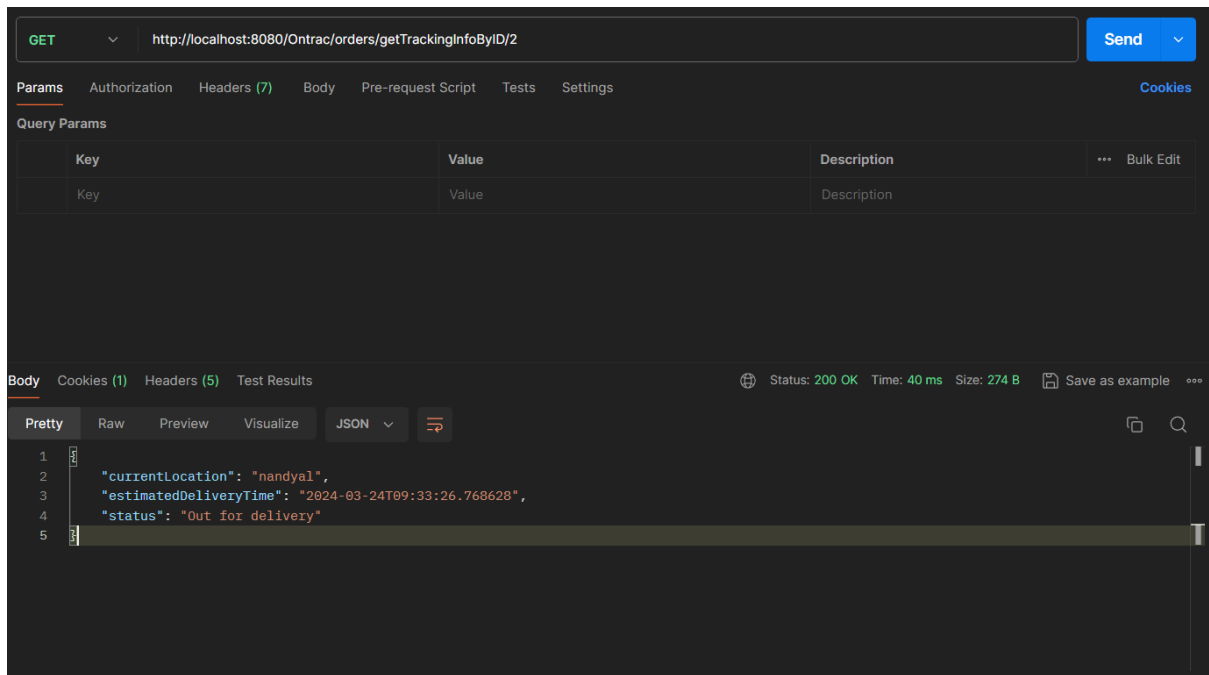 GET http://localhost:8080/Ontrac/orders/getTrackingInfoByID/2 Send
Params Authorization Headers (7) Body Pre-request Script Tests Settings Cookies
Query Params
Key Value Description ••• Bulk Edit
Key Value Description
Body Cookies (1) Headers (5) Test Results Status: 200 OK Time: 40 ms Size: 274 B Save as example
Pretty Raw Preview Visualize JSON
1 {
2 "currentLocation": "nandyal",
3 "estimatedDeliveryTime": "2024-03-24T09:33:26.768628",
4 "status": "Out for delivery"
5 }